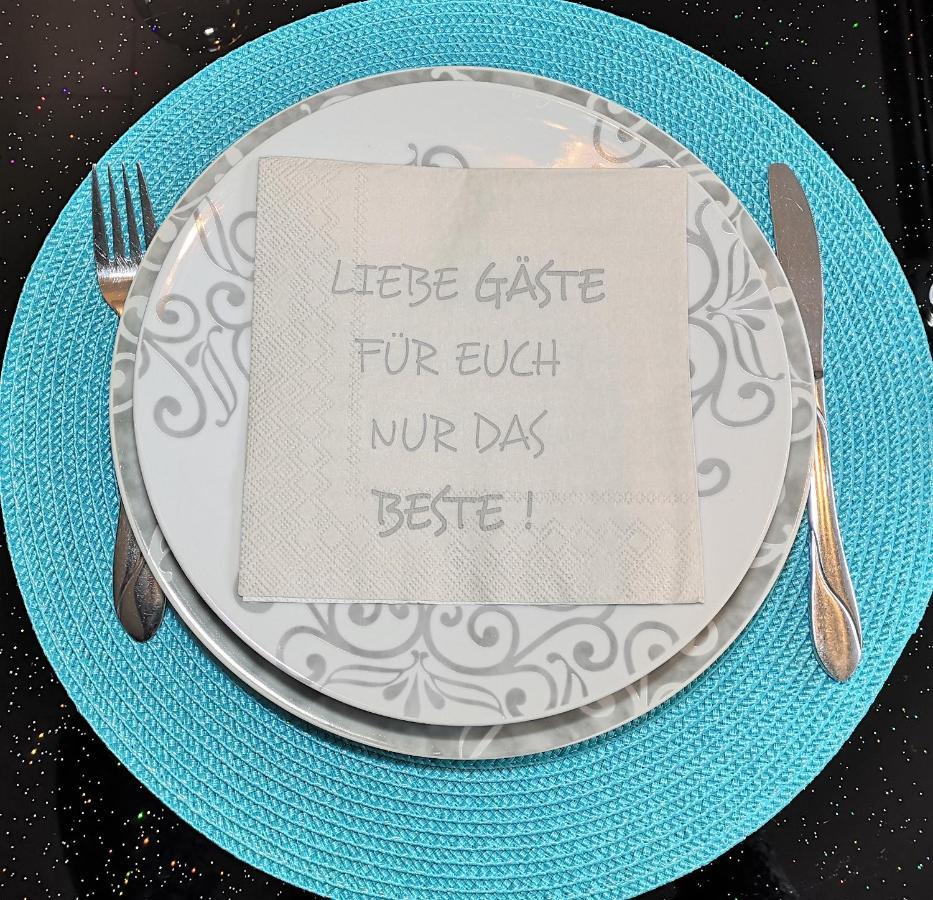 LIEBE GÄSTE
FÜR EUCH
NUR DAS
BESTE !